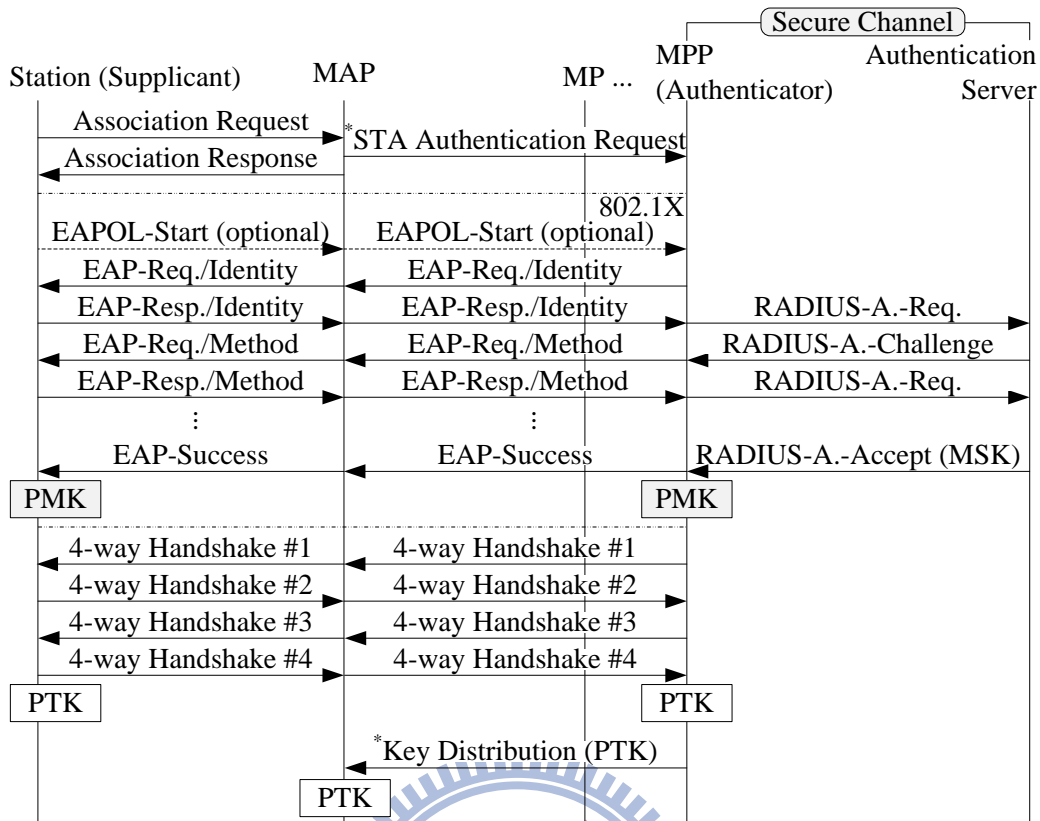 Secure Channel
Station (Supplicant)
MAP
MP ...
MPP
(Authenticator)
Authentication
Server
Association Request
*STA Authentication Request
Association Response
802.1X
EAPOL-Start (optional)
EAPOL-Start (optional)
EAP-Req./Identity
EAP-Req./Identity
EAP-Resp./Identity
EAP-Resp./Identity
RADIUS-A.-Req.
EAP-Req./Method
EAP-Req./Method
RADIUS-A.-Challenge
EAP-Resp./Method
EAP-Resp./Method
RADIUS-A.-Req.
⋮
⋮
EAP-Success
EAP-Success
RADIUS-A.-Accept (MSK)
PMK
PMK
4-way Handshake #1
4-way Handshake #1
4-way Handshake #2
4-way Handshake #2
4-way Handshake #3
4-way Handshake #3
4-way Handshake #4
4-way Handshake #4
PTK
PTK
*Key Distribution (PTK)
PTK